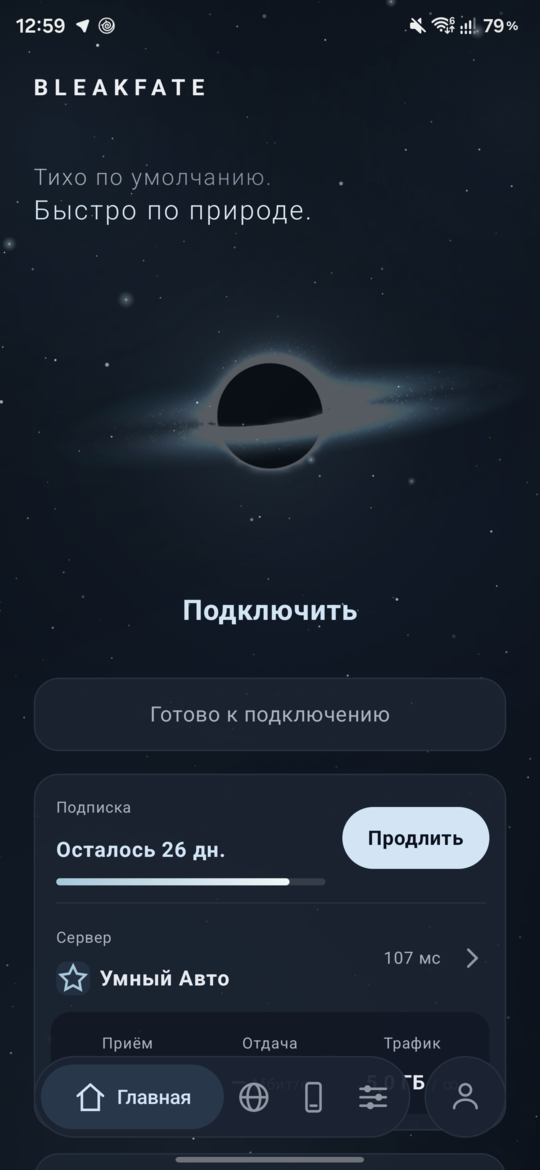 12:59
79%
BLEAKFATE
Тихо по умолчанию.
Быстро по природе.
Подключить
Готово к подключению
Подписка
Осталось 26 дн.
Продлить
Сервер
Умный Авто
107 мс
Приём Отдача Трафик
ГБ
Главная